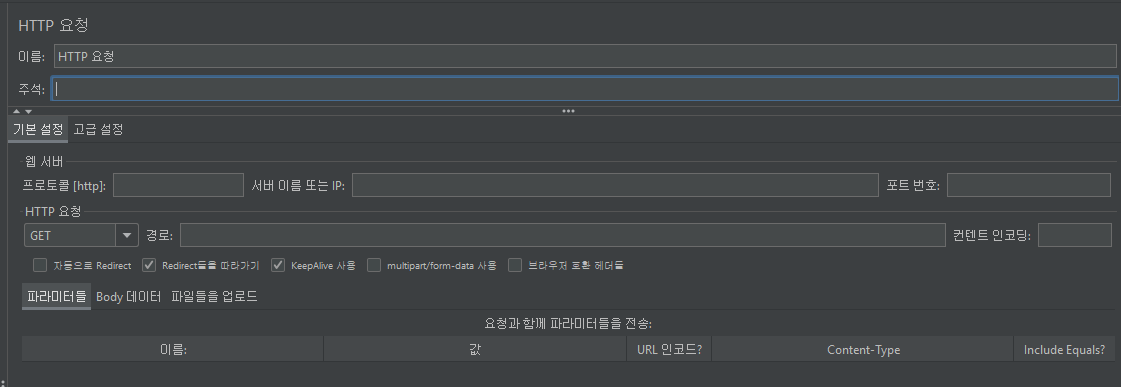 HTTP 요청
이름: HTTP 요청
주석:
기본 설정 고급 설정
웹 서버
프로토콜 [http]: 서버 이름 또는 IP: 포트 번호:
HTTP 요청
GET 경로: 컨텐트 인코딩:
자동으로 Redirect Redirect들을 따라가기 KeepAlive 사용 multipart/form-data 사용 브라우저 호환 헤더들
파라미터들 Body 데이터 파일들을 업로드
요청과 함께 파라미터들을 전송:
이름: 값 URL 인코드? Content-Type Include Equals?